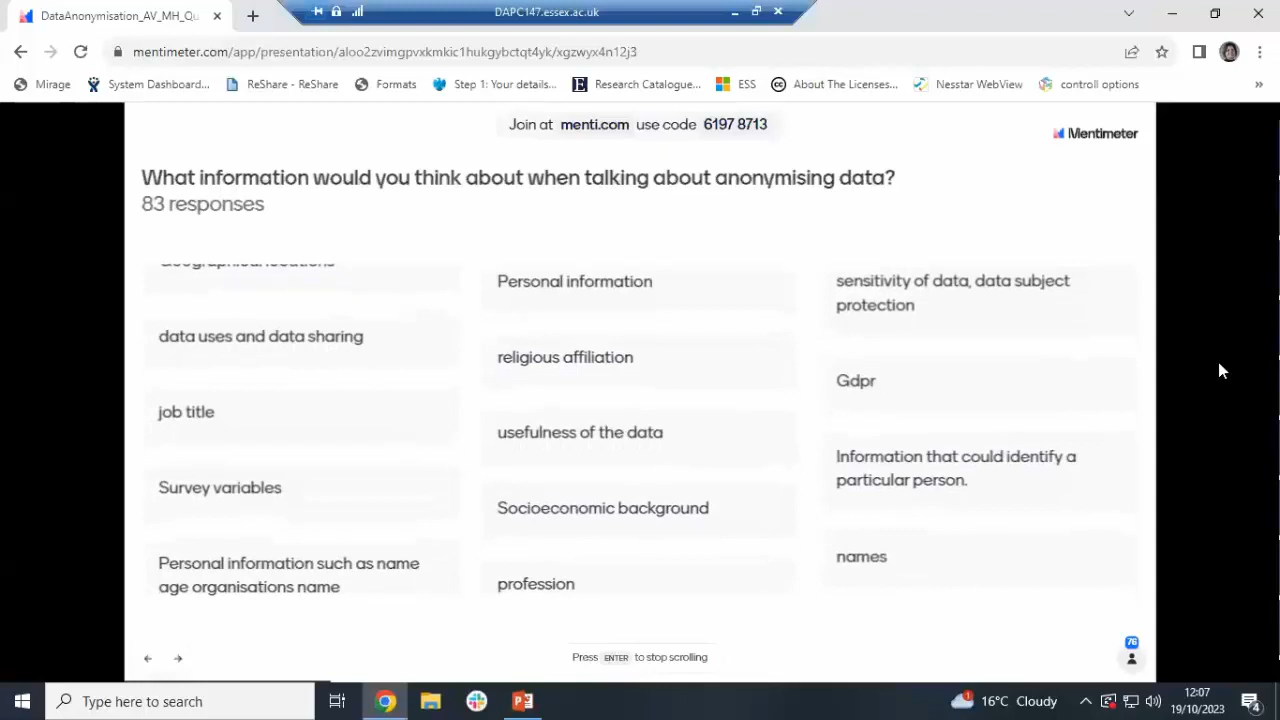 DataAnonymisation_AV_MH_Qu
DAPC147.essex.ac.uk
mentimeter.com/app/presentation/aloo2zvimgpvxkmkic1hukgybctqt4yk/xgzwyx4n12j3
Mirage
System Dashboard...
ReShare - ReShare
Formats
Step 1: Your details...
Research Catalogue...
ESS
About The Licenses...
Nesstar WebView
controll options
Join at menti.com use code 6197 8713
Mentimeter
What information would you think about when talking about anonymising data?
83 responses
Geographical locations
data uses and data sharing
job title
Survey variables
Personal information such as name
age organisations name
Personal information
religious affiliation
usefulness of the data
Socioeconomic background
profession
sensitivity of data, data subject
protection
Gdpr
Information that could identify a
particular person.
names
Press ENTER to stop scrolling
76
Type here to search
1
16°C Cloudy
12:07
19/10/2023
4